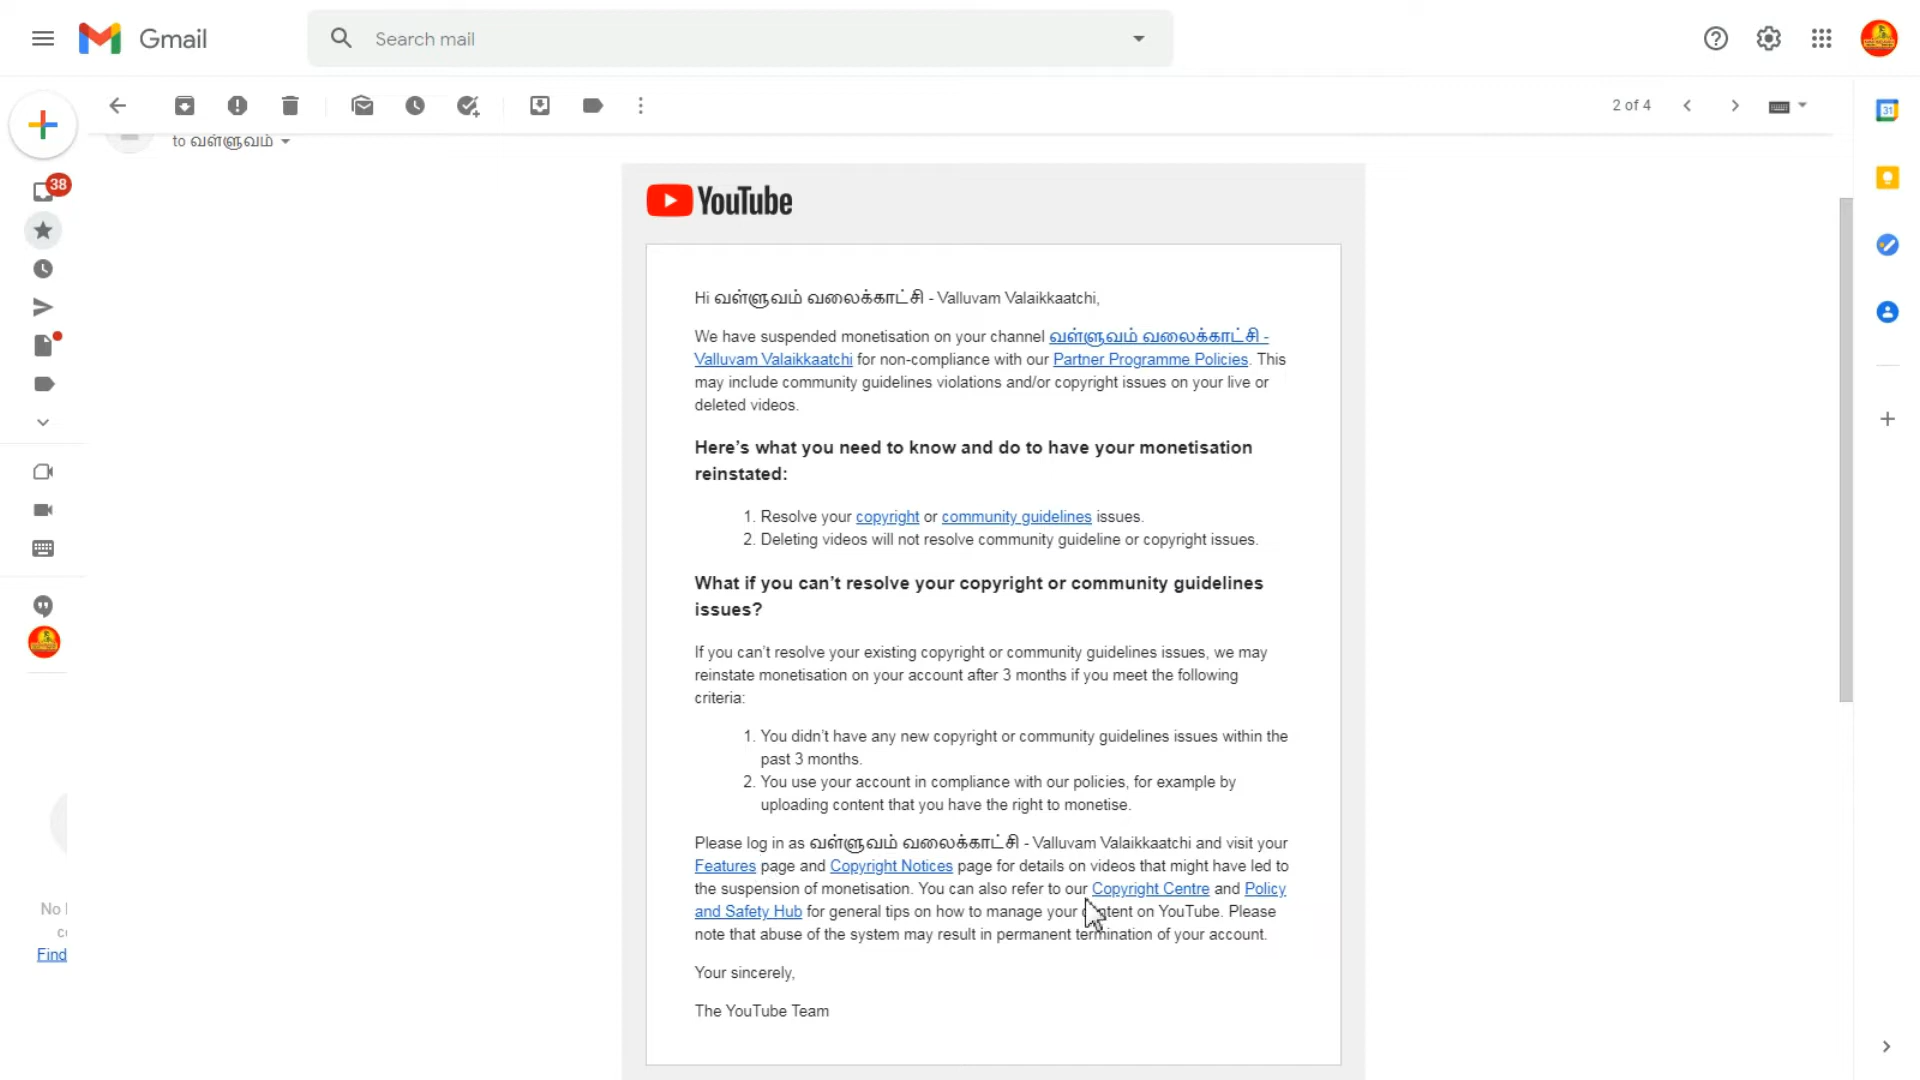 Gmail
Search mail
2 of 4
38
to வள்ளுவம்
YouTube
Hi வள்ளுவம் வலைக்காட்சி - Valluvam Valaikkaatchi,
We have suspended monetisation on your channel வள்ளுவம் வலைக்காட்சி -
Valluvam Valaikkaatchi for non-compliance with our Partner Programme Policies. This
may include community guidelines violations and/or copyright issues on your live or
deleted videos.
Here’s what you need to know and do to have your monetisation
reinstated:
1. Resolve your copyright or community guidelines issues.
2. Deleting videos will not resolve community guideline or copyright issues.
What if you can’t resolve your copyright or community guidelines
issues?
If you can’t resolve your existing copyright or community guidelines issues, we may
reinstate monetisation on your account after 3 months if you meet the following
criteria:
1. You didn’t have any new copyright or community guidelines issues within the
past 3 months.
2. You use your account in compliance with our policies, for example by
uploading content that you have the right to monetise.
Please log in as வள்ளுவம் வலைக்காட்சி - Valluvam Valaikkaatchi and visit your
Features page and Copyright Notices page for details on videos that might have led to
the suspension of monetisation. You can also refer to our Copyright Centre and Policy
and Safety Hub for general tips on how to manage your content on YouTube. Please
note that abuse of the system may result in permanent termination of your account.
Your sincerely,
The YouTube Team
No
Find
31